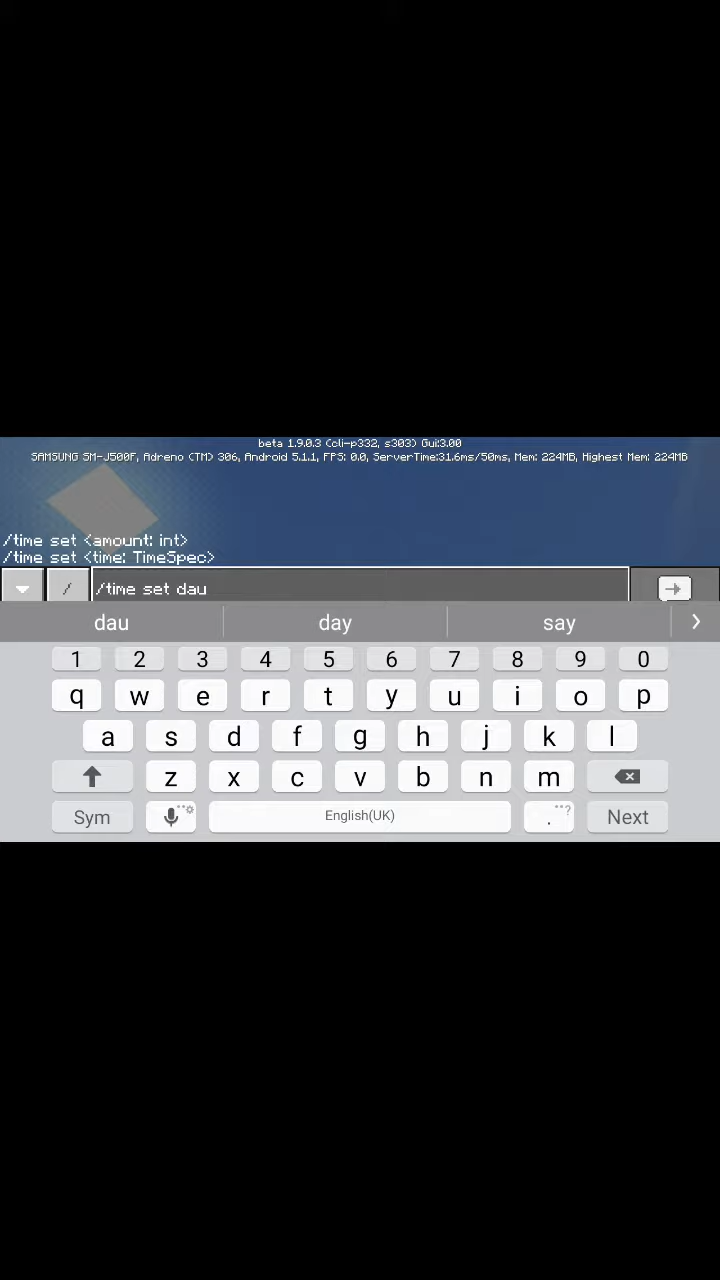 beta 1.9.0.3 (cli-p332, s303) Gui:3.00
SAMSUNG SM-J500F, Adreno (TM) 306, Android 5.1.1, FPS: 0.0, ServerTime:31.6ms/50ms, Mem: 224MB, Highest Mem: 224MB
/time set <amount: int>
/time set <time: TimeSpec>
/ /time set dau
dau day say >
1 2 3 4 5 6 7 8 9 0
q w e r t y u i o p
a s d f g h j k l
z x c v b n m
Sym English(UK) . ? Next